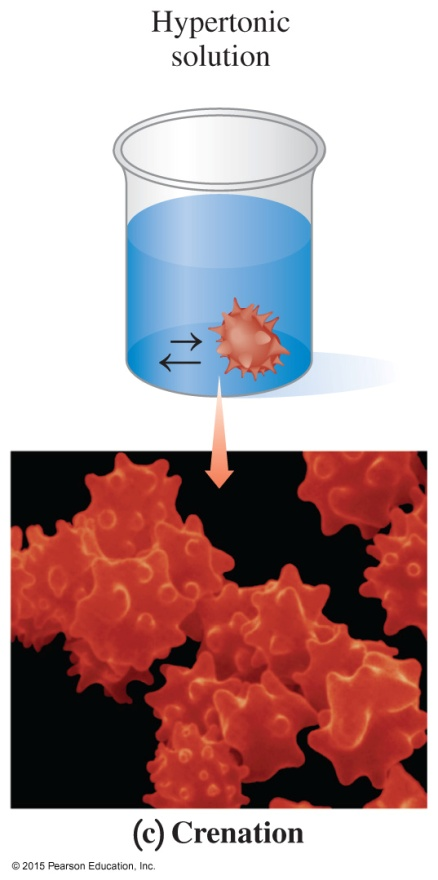 Hypertonic
solution
(c) Crenation
© 2015 Pearson Education, Inc.